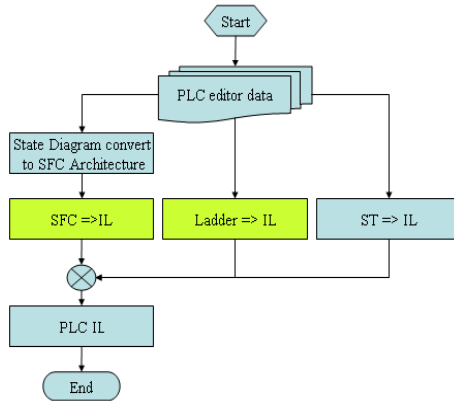 Start
PLC editor data
State Diagram convert
to SFC Architecture
SFC =>IL
Ladder => IL
ST => IL
PLC IL
End